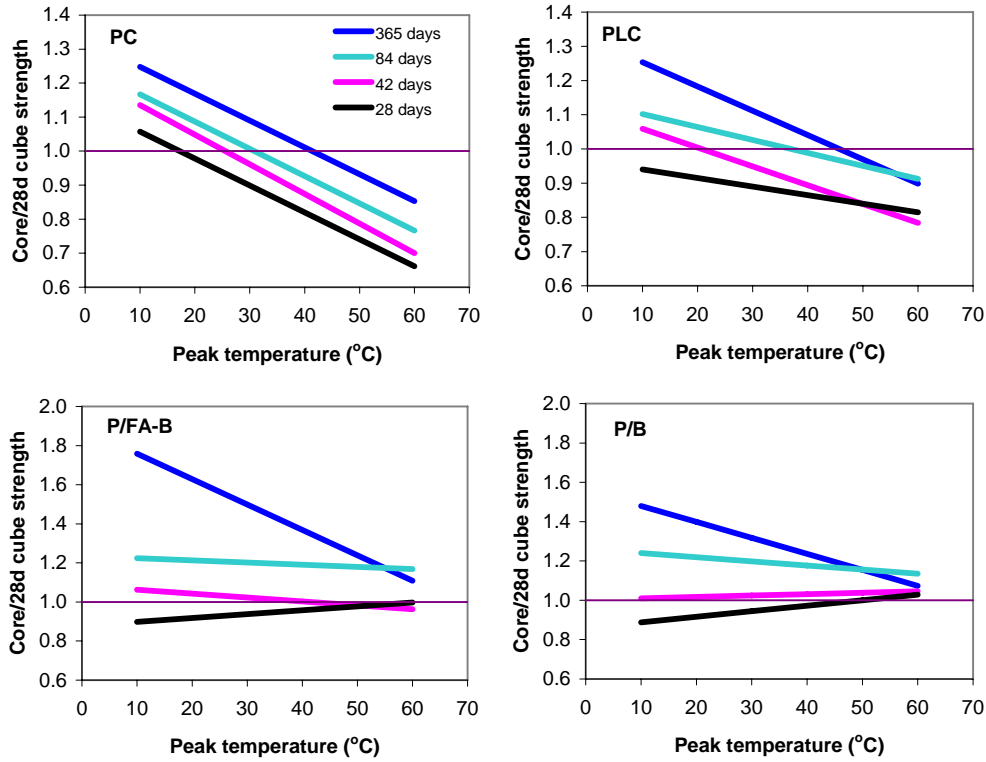 PC
365 days
84 days
42 days
28 days
Core/28d cube strength
1.4
1.3
1.2
1.1
1.0
0.9
0.8
0.7
0.6
0 10 20 30 40 50 60 70
Peak temperature (°C)
PLC
Core/28d cube strength
1.4
1.3
1.2
1.1
1.0
0.9
0.8
0.7
0.6
0 10 20 30 40 50 60 70
Peak temperature (°C)
P/FA-B
Core/28d cube strength
2.0
1.8
1.6
1.4
1.2
1.0
0.8
0.6
0 10 20 30 40 50 60 70
Peak temperature (°C)
P/B
Core/28d cube strength
2.0
1.8
1.6
1.4
1.2
1.0
0.8
0.6
0 10 20 30 40 50 60 70
Peak temperature (°C)